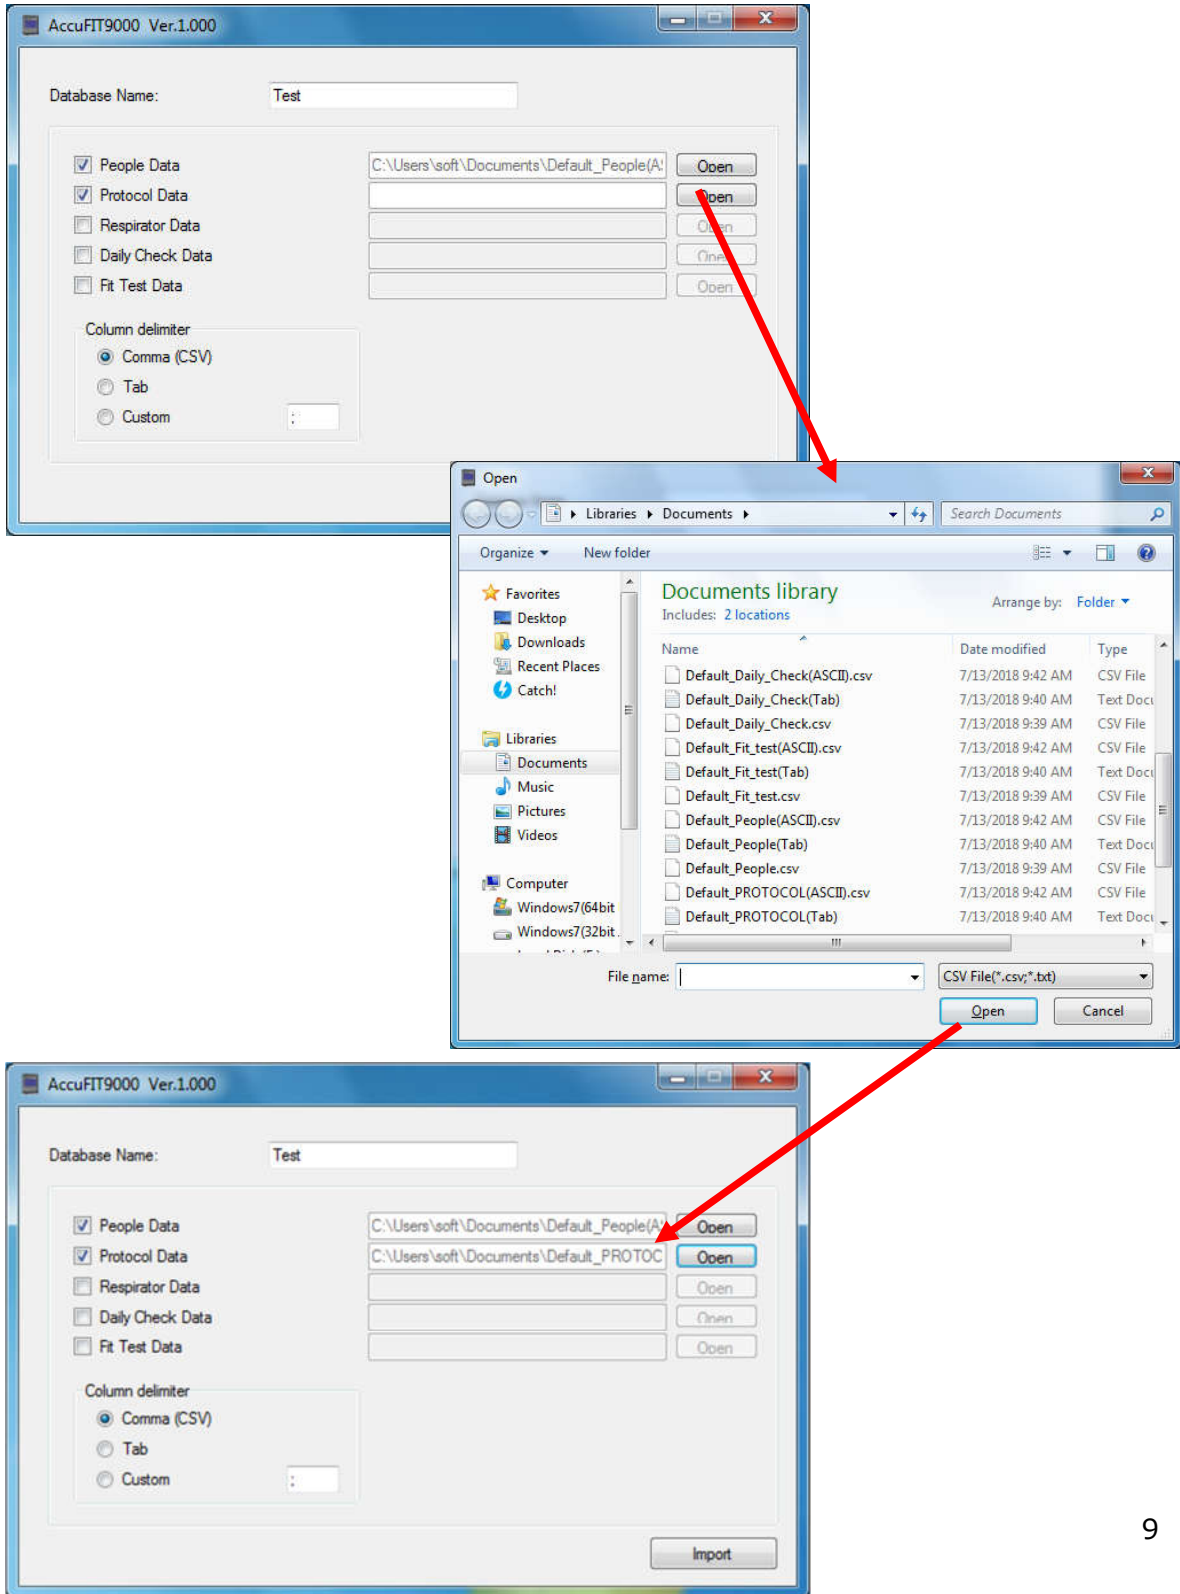 AccuFIT9000 Ver.1.000
Database Name: Test
People Data C:\Users\soft\Documents\Default_People(A Open
Protocol Data Open
Respirator Data Open
Daily Check Data Open
Fit Test Data Open
Column delimiter
Comma (CSV)
Tab
Custom ;
Open
Libraries Documents Search Documents
Organize New folder
Favorites
Desktop
Downloads
Recent Places
Catch!
Libraries
Documents
Music
Pictures
Videos
Computer
Windows7(64bit
Windows7(32bit
Documents library
Includes: 2 locations
Arrange by: Folder
Name Date modified Type
Default_Daily_Check(ASCII).csv 7/13/2018 9:42 AM CSV File
Default_Daily_Check(Tab) 7/13/2018 9:40 AM Text Docu
Default_Daily_Check.csv 7/13/2018 9:39 AM CSV File
Default_Fit_test(ASCII).csv 7/13/2018 9:42 AM CSV File
Default_Fit_test(Tab) 7/13/2018 9:40 AM Text Docu
Default_Fit_test.csv 7/13/2018 9:39 AM CSV File
Default_People(ASCII).csv 7/13/2018 9:42 AM CSV File
Default_People(Tab) 7/13/2018 9:40 AM Text Docu
Default_People.csv 7/13/2018 9:39 AM CSV File
Default_PROTOCOL(ASCII).csv 7/13/2018 9:42 AM CSV File
Default_PROTOCOL(Tab) 7/13/2018 9:40 AM Text Docu
File name: CSV File(*.csv;*.txt)
Open Cancel
AccuFIT9000 Ver.1.000
Database Name: Test
People Data C:\Users\soft\Documents\Default_People(A Open
Protocol Data C:\Users\soft\Documents\Default_PROTOC Open
Respirator Data Open
Daily Check Data Open
Fit Test Data Open
Column delimiter
Comma (CSV)
Tab
Custom ;
Import
9